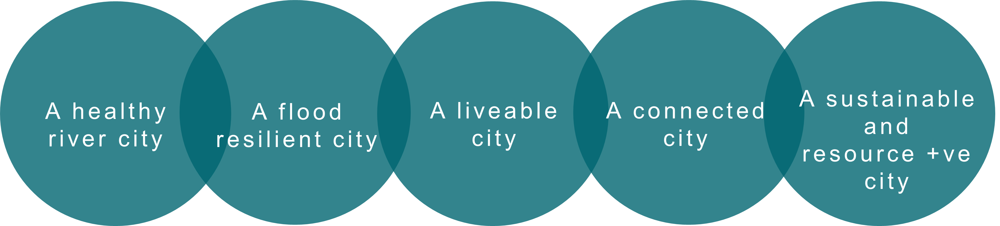 A healthy
river city
A flood
resilient city
A liveable
city
A connected
city
A sustainable
and
resource +ve
city